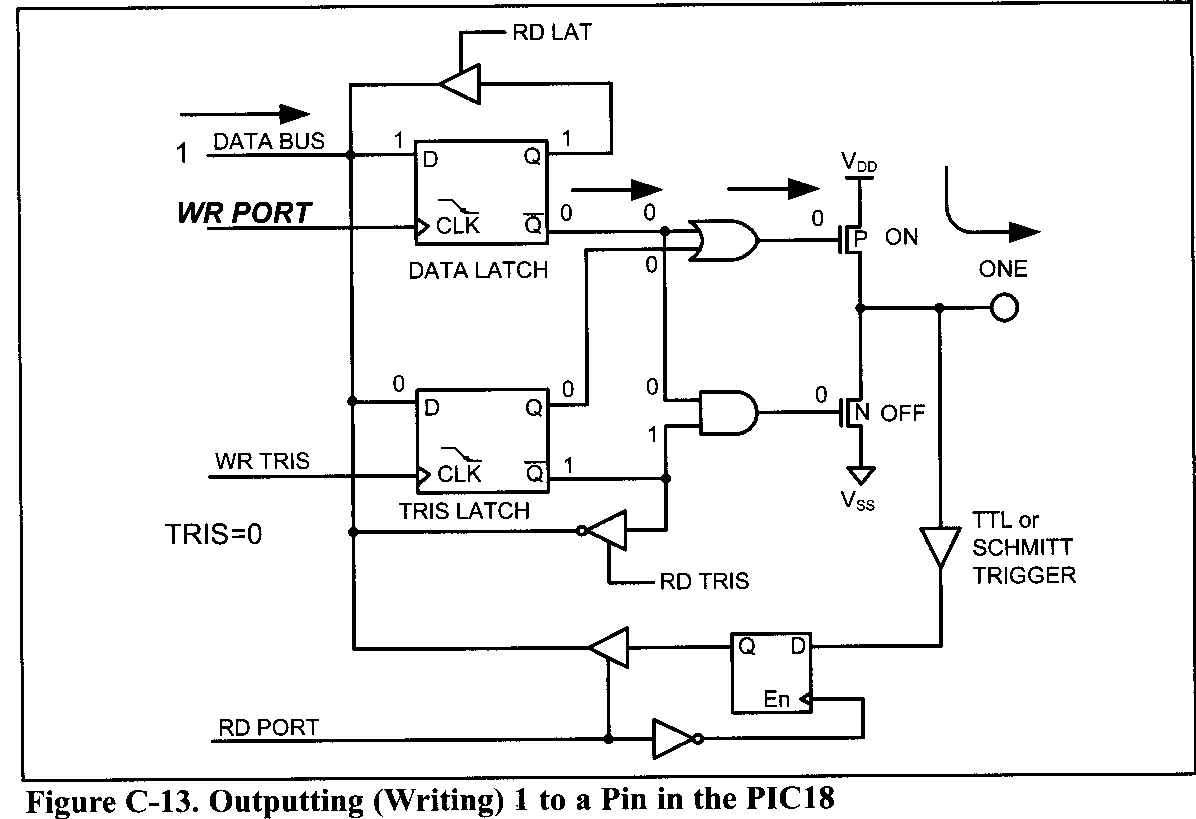 RD LAT
1 DATA BUS 1 D Q 1
WR PORT CLK Q 0 0 0 P ON
V_DD
DATA LATCH 0
ONE
0 D Q 0 0 0 N OFF
1
WR TRIS CLK Q 1
V_SS
TRIS LATCH
TRIS=0
TTL or
SCHMITT
TRIGGER
RD TRIS
Q D
En
RD PORT
Figure C-13. Outputting (Writing) 1 to a Pin in the PIC18